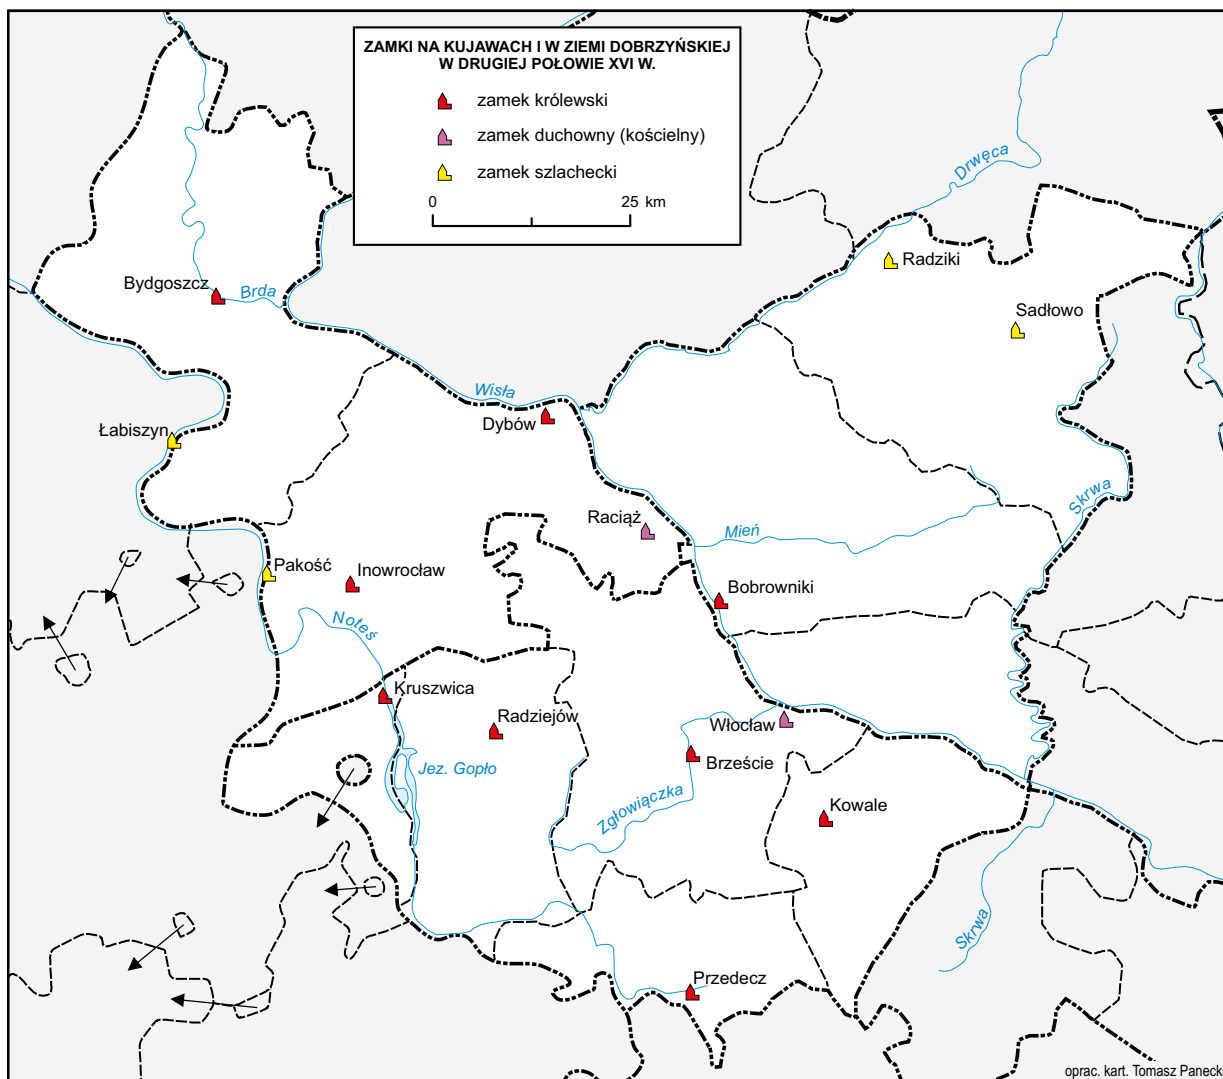 ZAMKI NA KUJAWACH I W ZIEMI DOBRZYŃSKIEJ
W DRUGIEJ POŁOWIE XVI W.
zamek królewski
zamek duchowny (kościelny)
zamek szlachecki
0
25 km
Drwęca
Radziki
Bydgoszcz
Brda
Sadłowo
Wisła
Dybów
Łabiszyn
Skrwa
Raciąż
Mień
Pakość
Inowrocław
Bobrowniki
Noteś
Kruszwica
Radziejów
Włocław
Brzeście
Jez. Gopło
Zgłowiączka
Kowale
Skrwa
Przedecz
oprac. kart. Tomasz Paneck